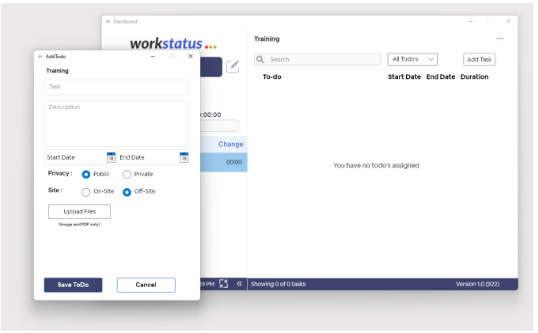 Dashboard
workstatus
Training
Search
All Todo's
Add Task
To-do
Start Date End Date Duration
:00:00
Change
00:00
You have no todo's assigned
PM
Showing 0 of 0 tasks
Version 1.0 (922)
AddTodo
Training
Task
Description
Start Date
End Date
Privacy : Public Private
Site : On-Site Off-Site
Upload Files
(Image and PDF only)
Save ToDo
Cancel